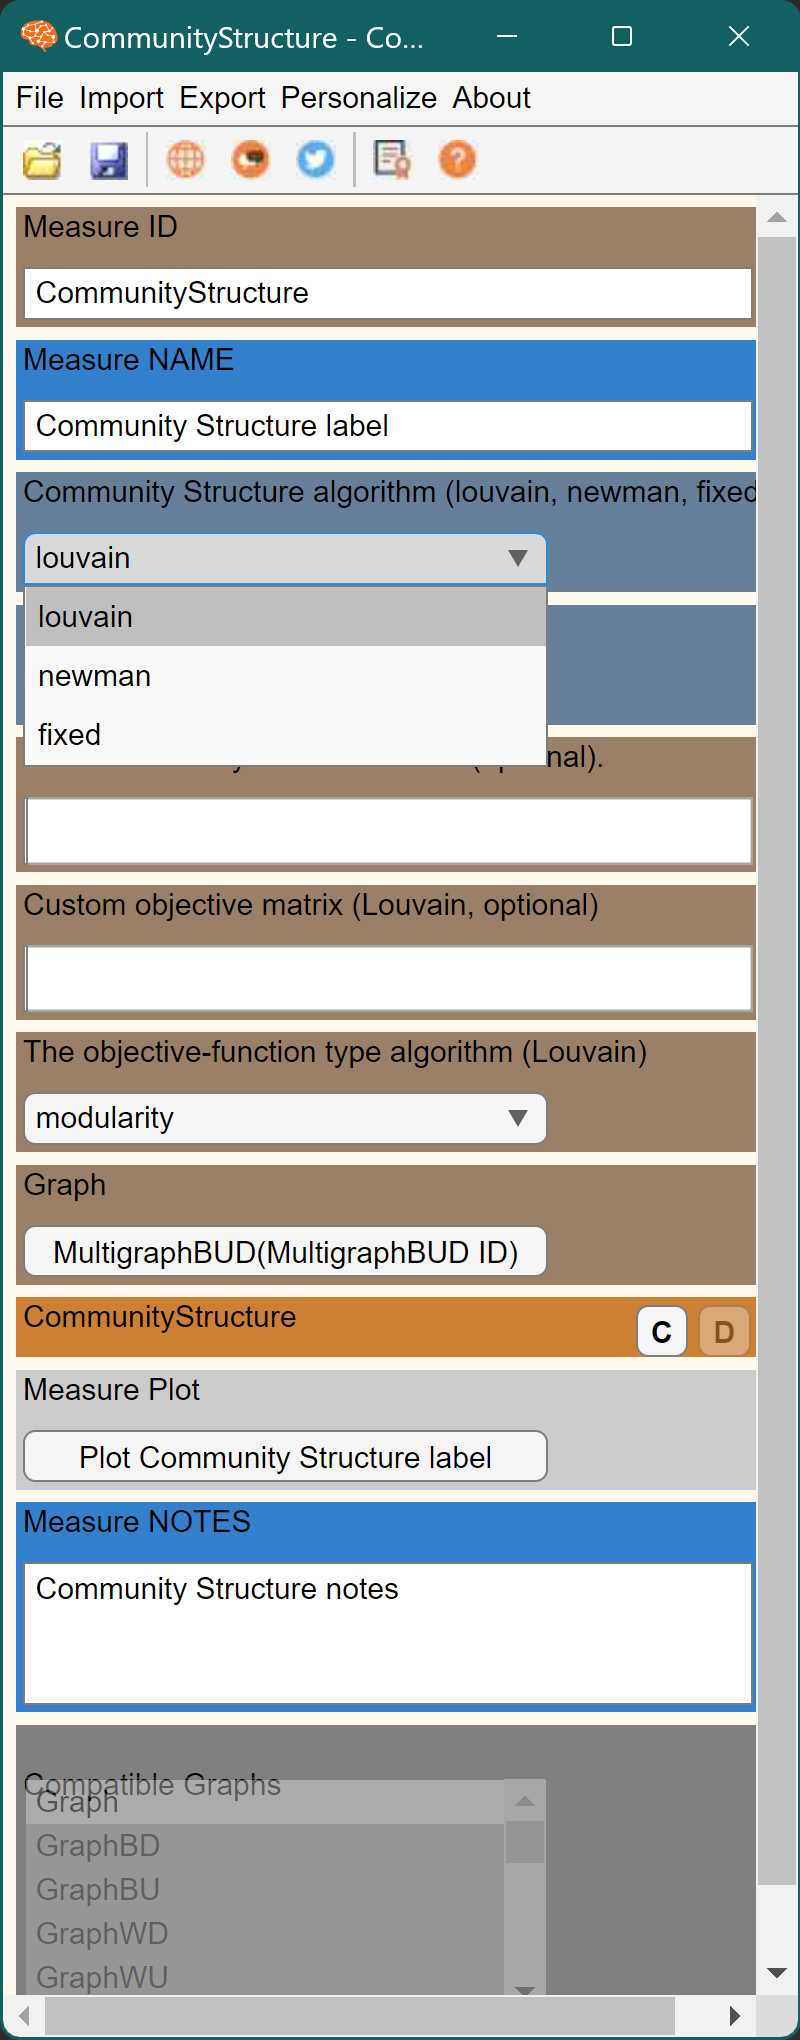 CommunityStructure - Co...
File Import Export Personalize About
Measure ID
CommunityStructure
Measure NAME
Community Structure label
Community Structure algorithm (louvain, newman, fixed
louvain
louvain
newman
fixed
nal).
Custom objective matrix (Louvain, optional)
The objective-function type algorithm (Louvain)
modularity
Graph
MultigraphBUD(MultigraphBUD ID)
CommunityStructure
C D
Measure Plot
Plot Community Structure label
Measure NOTES
Community Structure notes
Compatible Graphs
Graph
GraphBD
GraphBU
GraphWD
GraphWU